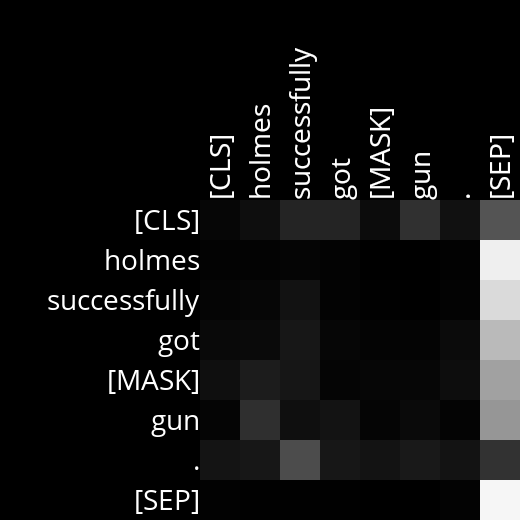 [CLS] holmes successfully got [MASK] gun . [SEP]
[CLS]
holmes
successfully
got
[MASK]
gun
.
[SEP]